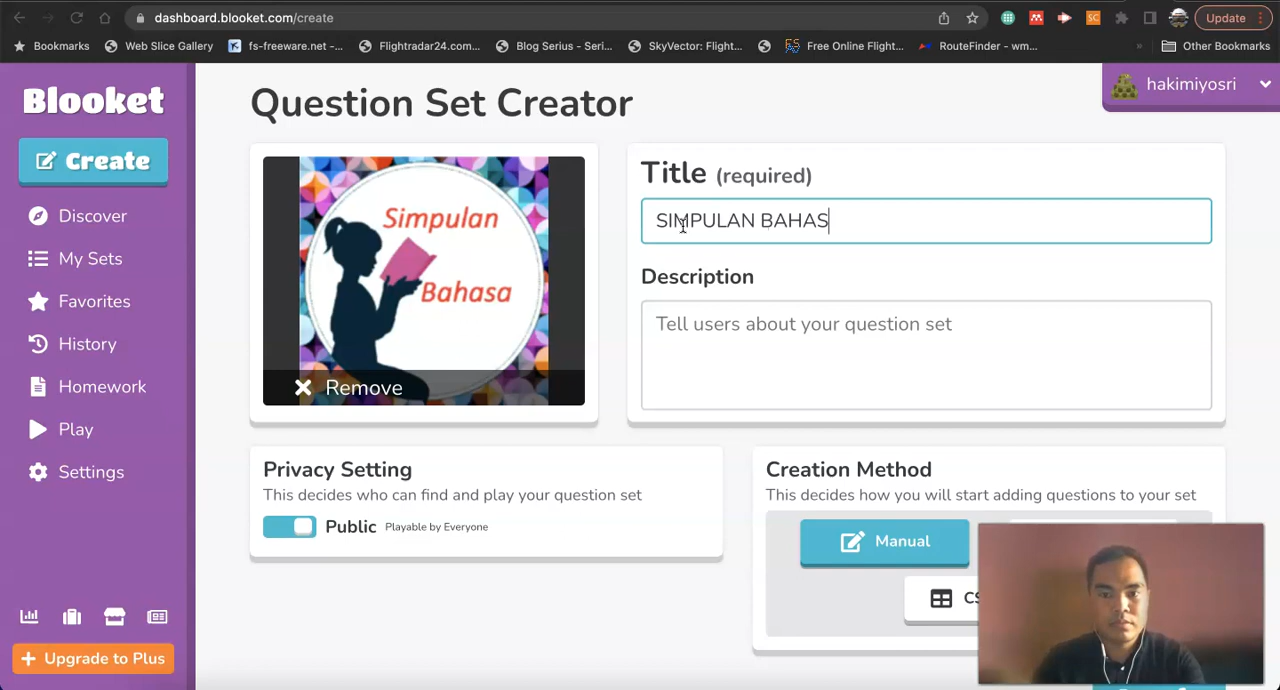 dashboard.blooket.com/create
Update
Bookmarks
Web Slice Gallery
fs-freeware.net -...
Flightradar24.com...
Blog Serius - Seri...
SkyVector: Flight...
Free Online Flight...
RouteFinder - wm...
»
Other Bookmarks
Blooket
Create
Discover
My Sets
Favorites
History
Homework
Play
Settings
+ Upgrade to Plus
hakimiyosri
Question Set Creator
Simpulan
Bahasa
Remove
Title (required)
SIMPULAN BAHAS
Description
Tell users about your question set
Privacy Setting
This decides who can find and play your question set
Public Playable by Everyone
Creation Method
This decides how you will start adding questions to your set
Manual